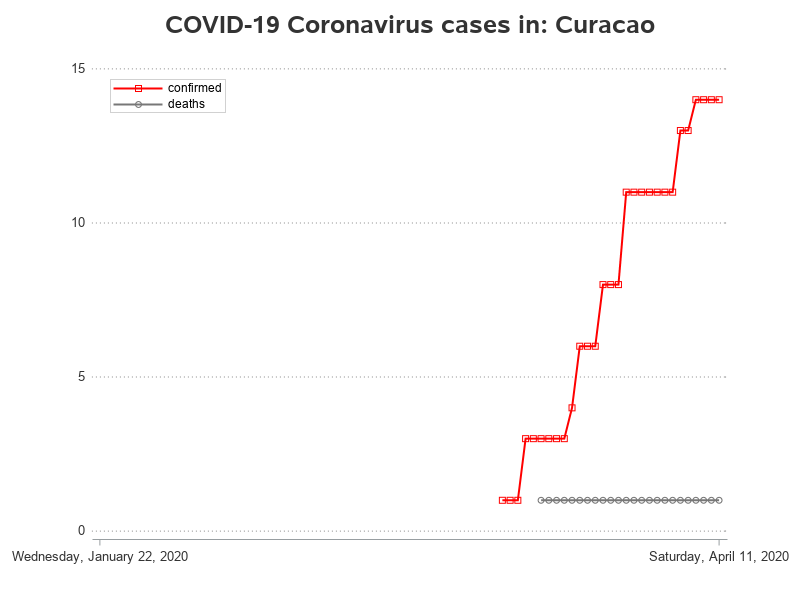 COVID-19 Coronavirus cases in: Curacao
15
confirmed
deaths
10
5
0
Wednesday, January 22, 2020
Saturday, April 11, 2020